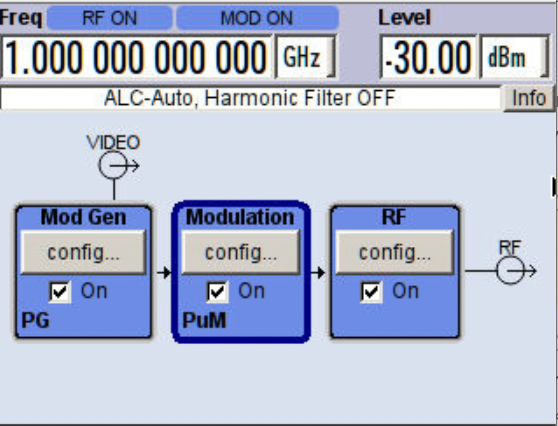 Freq RF ON MOD ON Level
1.000 000 000 000 GHz -30.00 dBm
ALC-Auto, Harmonic Filter OFF Info
VIDEO
Mod Gen Modulation RF
config... config... config... RF
On On On
PG PuM